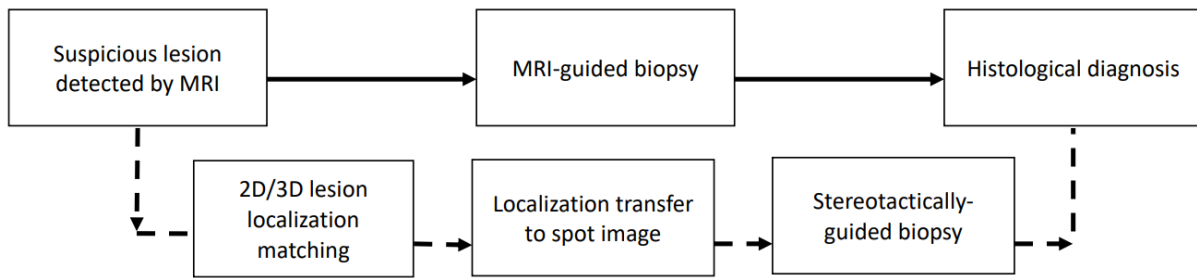 Suspicious lesion
detected by MRI
MRI-guided biopsy
Histological diagnosis
2D/3D lesion
localization
matching
Localization transfer
to spot image
Stereotactically-
guided biopsy